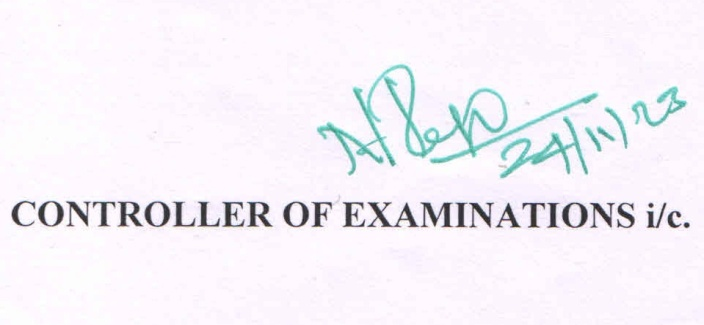 24/11/23
CONTROLLER OF EXAMINATIONS i/c.